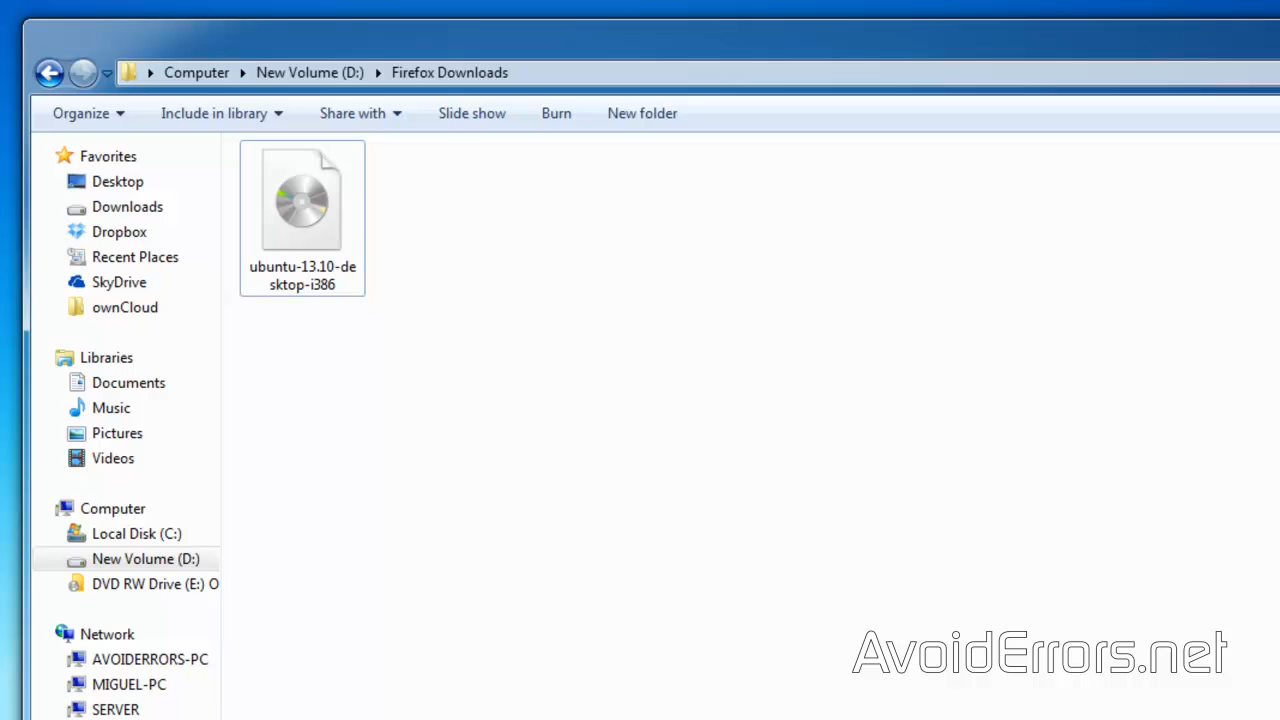 Computer New Volume (D:) Firefox Downloads
Organize Include in library Share with Slide show Burn New folder
Favorites
Desktop
Downloads
Dropbox
Recent Places
SkyDrive
ownCloud
Libraries
Documents
Music
Pictures
Videos
Computer
Local Disk (C:)
New Volume (D:)
DVD RW Drive (E:) O
Network
AVOIDERRORS-PC
MIGUEL-PC
SERVER
ubuntu-13.10-de
sktop-i386
AvoidErrors.net